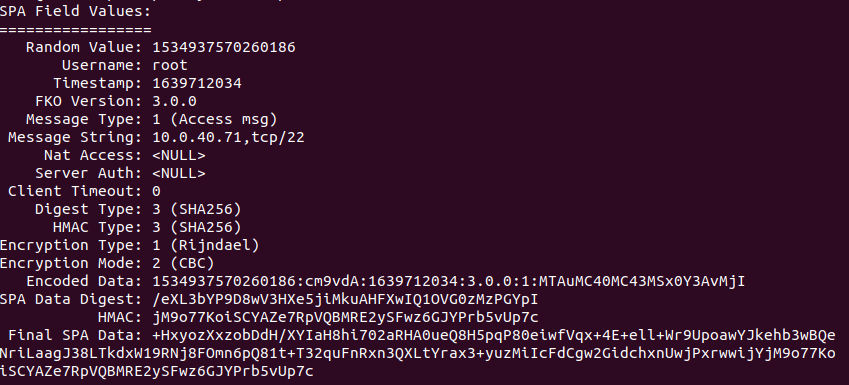 SPA Field Values:
=================
Random Value: 1534937570260186
Username: root
Timestamp: 1639712034
FKO Version: 3.0.0
Message Type: 1 (Access msg)
Message String: 10.0.40.71,tcp/22
Nat Access: <NULL>
Server Auth: <NULL>
Client Timeout: 0
Digest Type: 3 (SHA256)
HMAC Type: 3 (SHA256)
Encryption Type: 1 (Rijndael)
Encryption Mode: 2 (CBC)
Encoded Data: 1534937570260186:cm9vdA:1639712034:3.0.0:1:MTAuMC40MC43MSx0Y3AvMjI
SPA Data Digest: /eXL3bYP9D8wV3HXe5jiMkuAHFXwIQ1OVG0zMzPGYpI
HMAC: jM9o77KoiSCYAZe7RpVQBMRE2ySFwz6GJYPrb5vUp7c
Final SPA Data: +HxyozXxzobDdH/XYIaH8hi702aRHA0ueQ8H5pqP80eiwfVqx+4E+ell+Wr9UpoawYJkehb3wBQe
NriLaagJ38LTkdxW19RNj8FOmn6pQ81t+T32quFnRxn3QXLtYrax3+yuzMiIcFdCgw2GidchxnUwjPxrwwijYjM9o77Ko
iSCYAZe7RpVQBMRE2ySFwz6GJYPrb5vUp7c